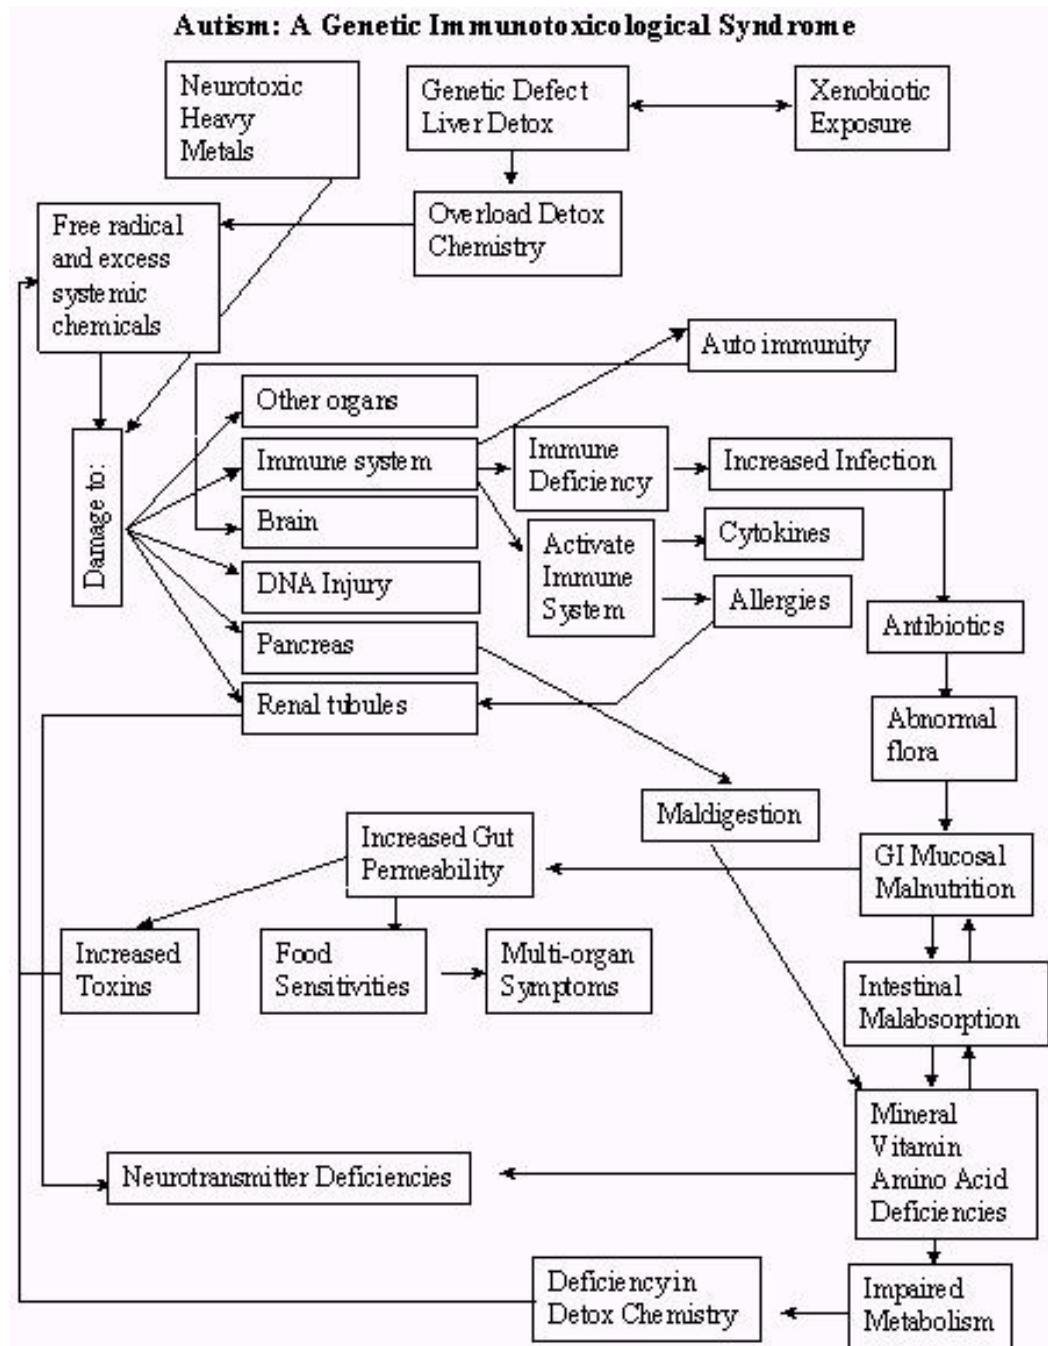 Autism: A Genetic Immunotoxicological Syndrome
Neurotoxic
Heavy
Metals
Genetic Defect
Liver Detox
Xenobiotic
Exposure
Free radical
and excess
systemic
chemicals
Overload Detox
Chemistry
Auto immunity
Damage to:
Other organs
Immune system
Brain
DNA Injury
Pancreas
Renal tubules
Immune
Deficiency
Increased Infection
Activate
Immune
System
Cytokines
Allergies
Antibiotics
Abnormal
flora
Maldigestion
Increased Gut
Permeability
GI Mucosal
Malnutrition
Increased
Toxins
Food
Sensitivities
Multi-organ
Symptoms
Intestinal
Malabsorption
Mineral
Vitamin
Amino Acid
Deficiencies
Neurotransmitter Deficiencies
Deficiency in
Detox Chemistry
Impaired
Metabolism